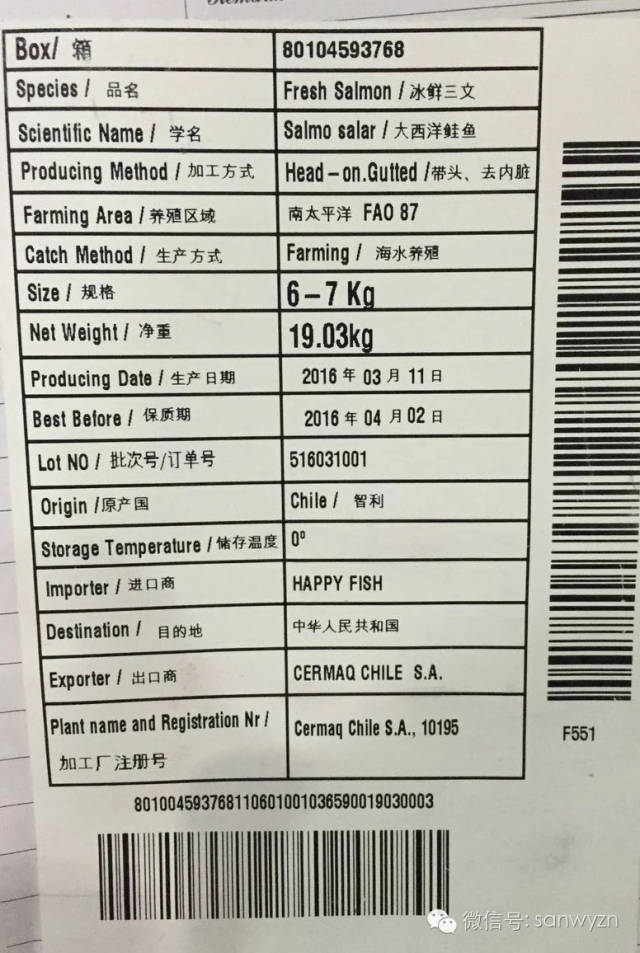 Box/ 箱 80104593768
Species / 品名 Fresh Salmon / 冰鲜三文
Scientific Name / 学名 Salmo salar / 大西洋鲑鱼
Producing Method / 加工方式 Head-on.Gutted /带头、去内脏
Farming Area / 养殖区域 南太平洋 FAO 87
Catch Method / 生产方式 Farming / 海水养殖
Size / 规格 6-7 Kg
Net Weight / 净重 19.03kg
Producing Date / 生产日期 2016 年 03 月 11 日
Best Before / 保质期 2016 年 04 月 02 日
Lot NO / 批次号/订单号 516031001
Origin /原产国 Chile / 智利
Storage Temperature / 储存温度 0°
Importer / 进口商 HAPPY FISH
Destination / 目的地 中华人民共和国
Exporter / 出口商 CERMAQ CHILE S.A.
Plant name and Registration Nr / Cermaq Chile S.A., 10195
加工厂注册号
F551
8010045937681106010010365900190300​03
微信号: sanwyzn